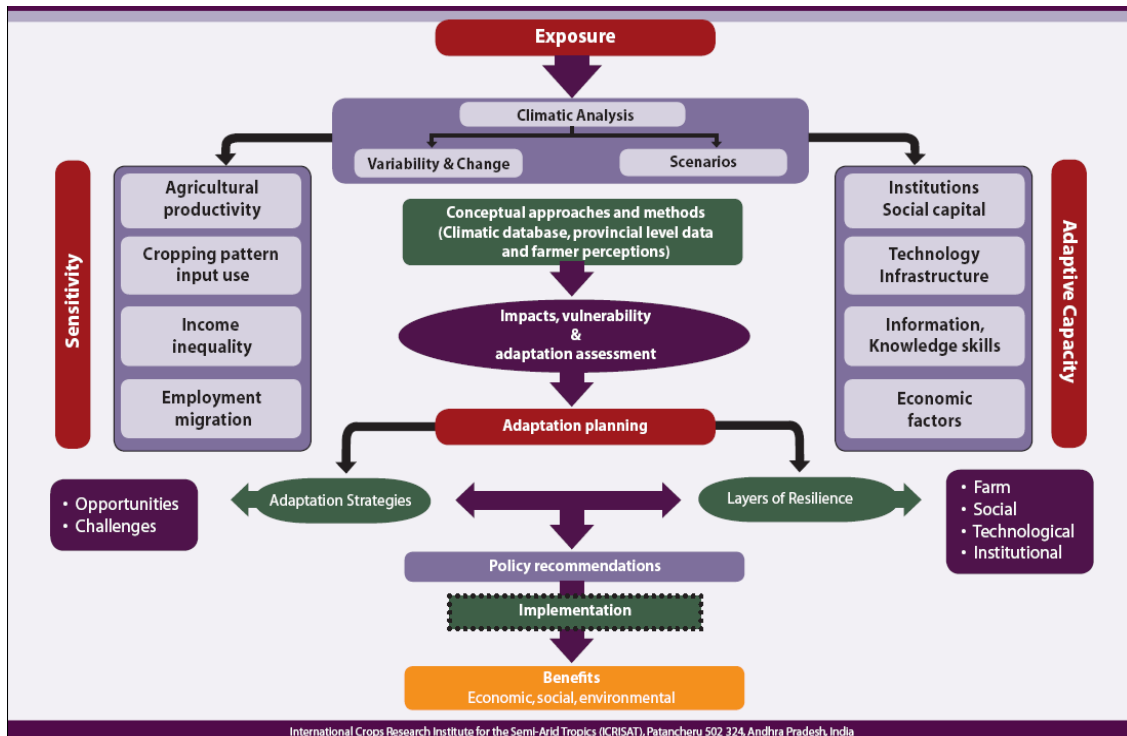 Exposure
Climatic Analysis
Variability & Change
Scenarios
Sensitivity
Agricultural
productivity
Cropping pattern
input use
Income
inequality
Employment
migration
Conceptual approaches and methods
(Climatic database, provincial level data
and farmer perceptions)
Impacts, vulnerability
&
adaptation assessment
Adaptation planning
Institutions
Social capital
Technology
Infrastructure
Information,
Knowledge skills
Economic
factors
Adaptive Capacity
• Opportunities
• Challenges
Adaptation Strategies
Layers of Resilience
• Farm
• Social
• Technological
• Institutional
Policy recommendations
Implementation
Benefits
Economic, social, environmental
International Crops Research Institute for the Semi-Arid Tropics (ICRISAT), Patancheru 502 324, Andhra Pradesh, India